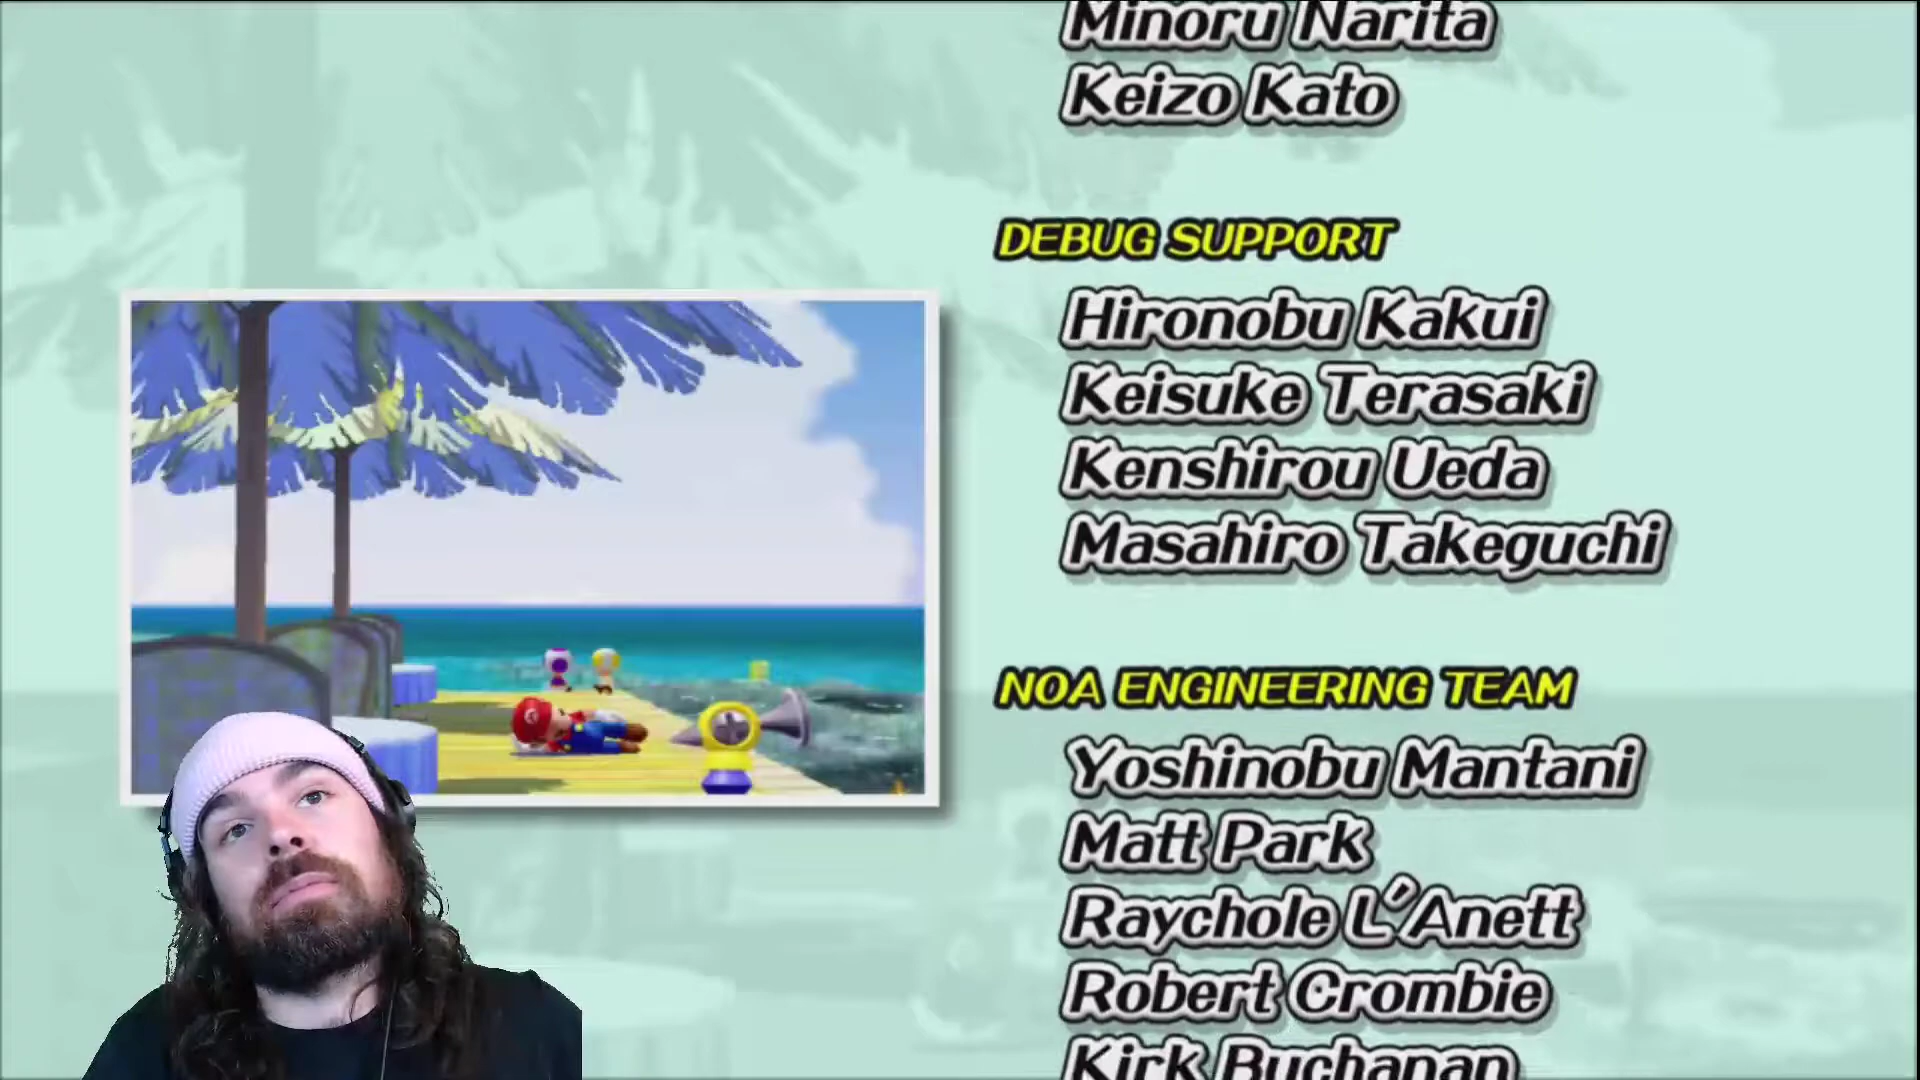 Minoru Narita
Keizo Kato
DEBUG SUPPORT
Hironobu Kakui
Keisuke Terasaki
Kenshirou Ueda
Masahiro Takeguchi
NOA ENGINEERING TEAM
Yoshinobu Mantani
Matt Park
Raychole L'Anett
Robert Crombie
Kirk Buchanan